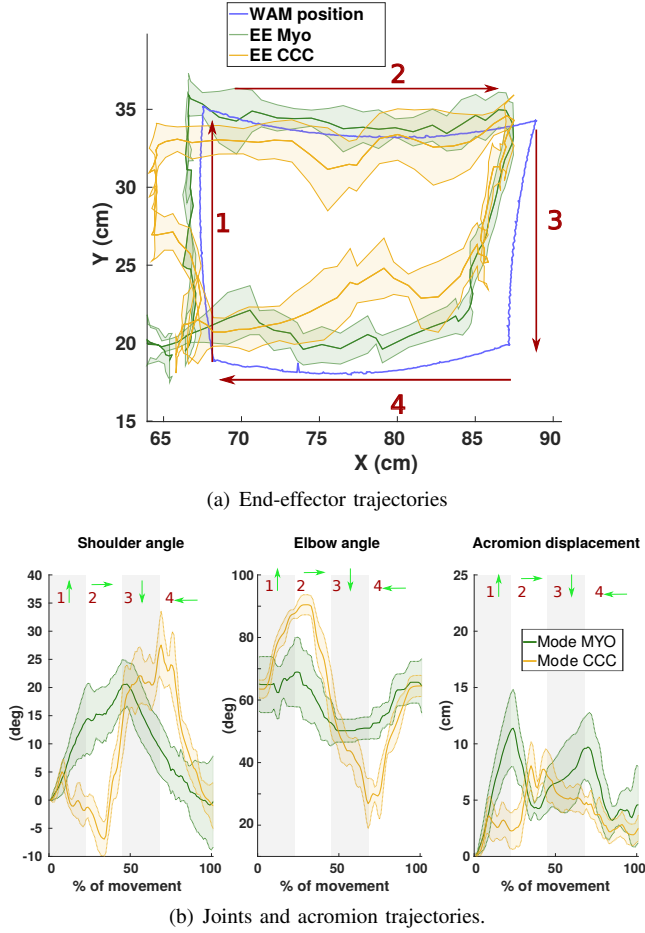 WAM position
EE Myo
EE CCC
2
35
30
25
20
15
Y (cm)
1
3
4
65 70 75 80 85 90
X (cm)
(a) End-effector trajectories
Shoulder angle
40
35
30
25
20
15
10
5
0
-5
-10
(deg)
1 2 3 4
0 50 100
% of movement
Elbow angle
100
80
60
40
20
(deg)
1 2 3 4
0 50 100
% of movement
Acromion displacement
25
20
15
10
5
0
(cm)
1 2 3 4
Mode MYO
Mode CCC
0 50 100
% of movement
(b) Joints and acromion trajectories.